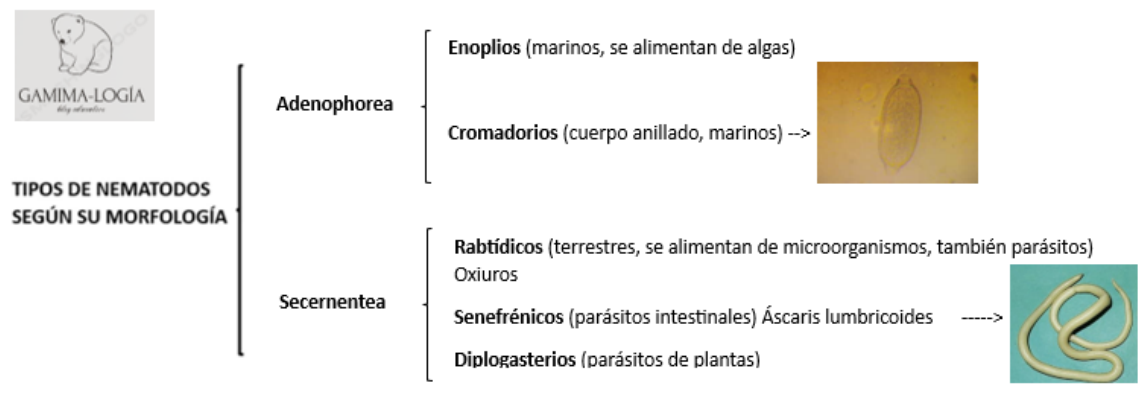 GAMIMA-LOGÍA
blog educativo
TIPOS DE NEMATODOS
SEGÚN SU MORFOLOGÍA
Adenophorea
Enoplios (marinos, se alimentan de algas)
Cromadorios (cuerpo anillado, marinos) -->
Secernentea
Rabtídicos (terrestres, se alimentan de microorganismos, también parásitos)
Oxiuros
Senefrénicos (parásitos intestinales) Áscaris lumbricoides ----->
Diplogasterios (parásitos de plantas)